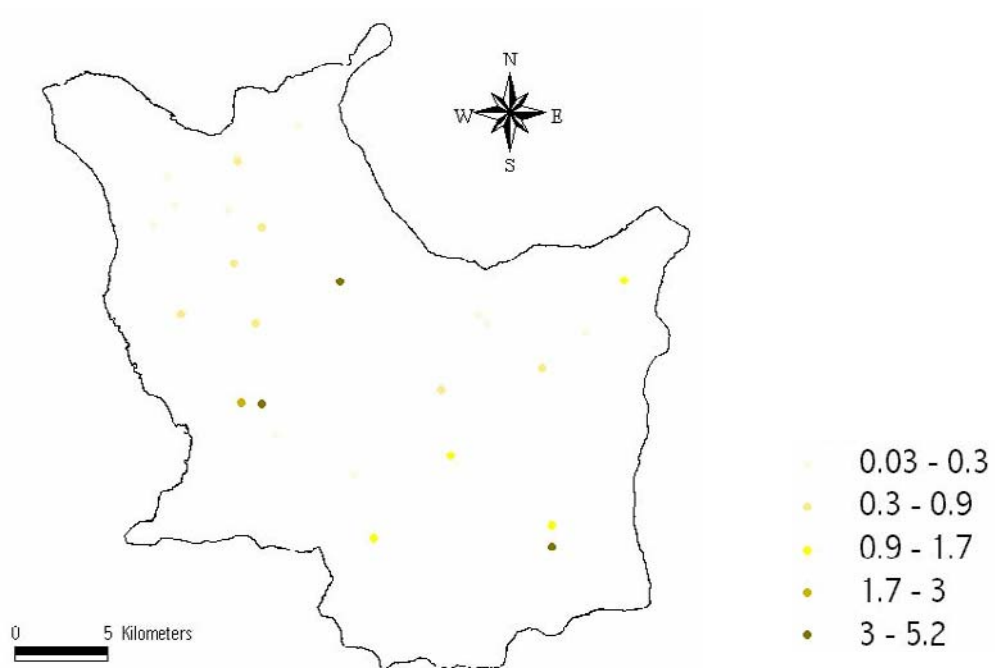 N
W E
S
0.03 - 0.3
0.3 - 0.9
0.9 - 1.7
1.7 - 3
3 - 5.2
0 5 Kilometers